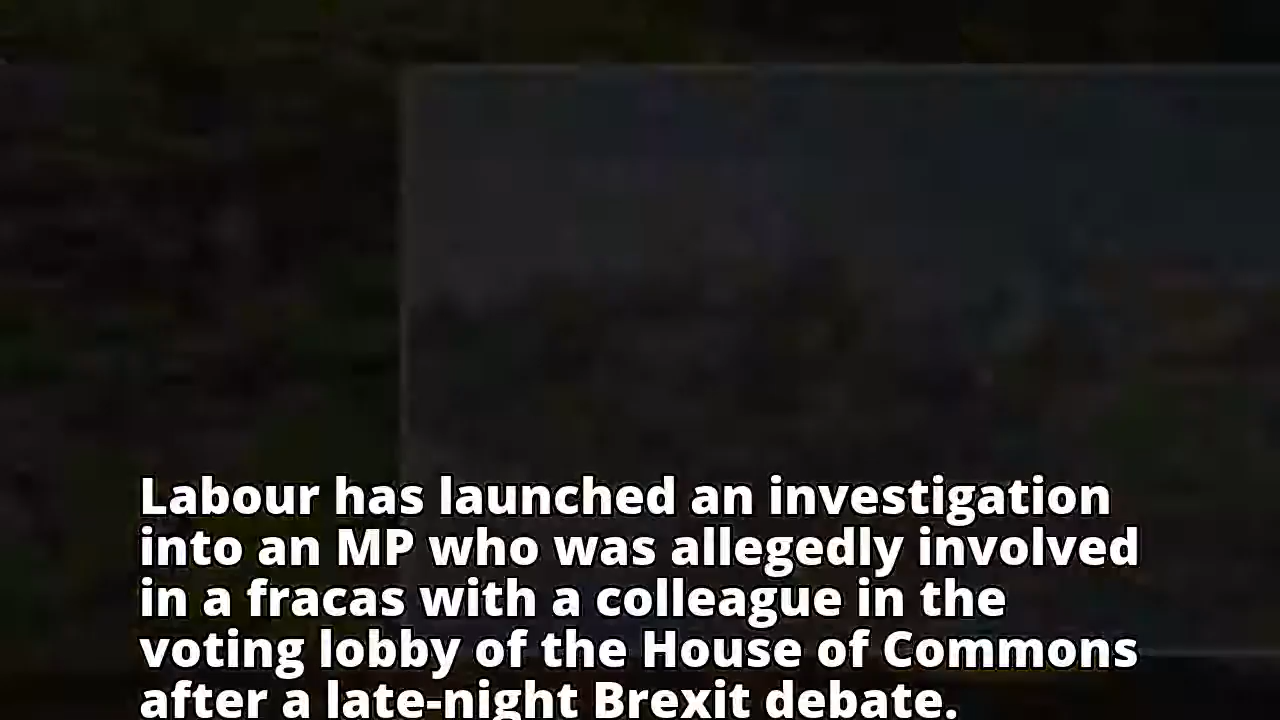 Labour has launched an investigation
into an MP who was allegedly involved
in a fracas with a colleague in the
voting lobby of the House of Commons
after a late-night Brexit debate.